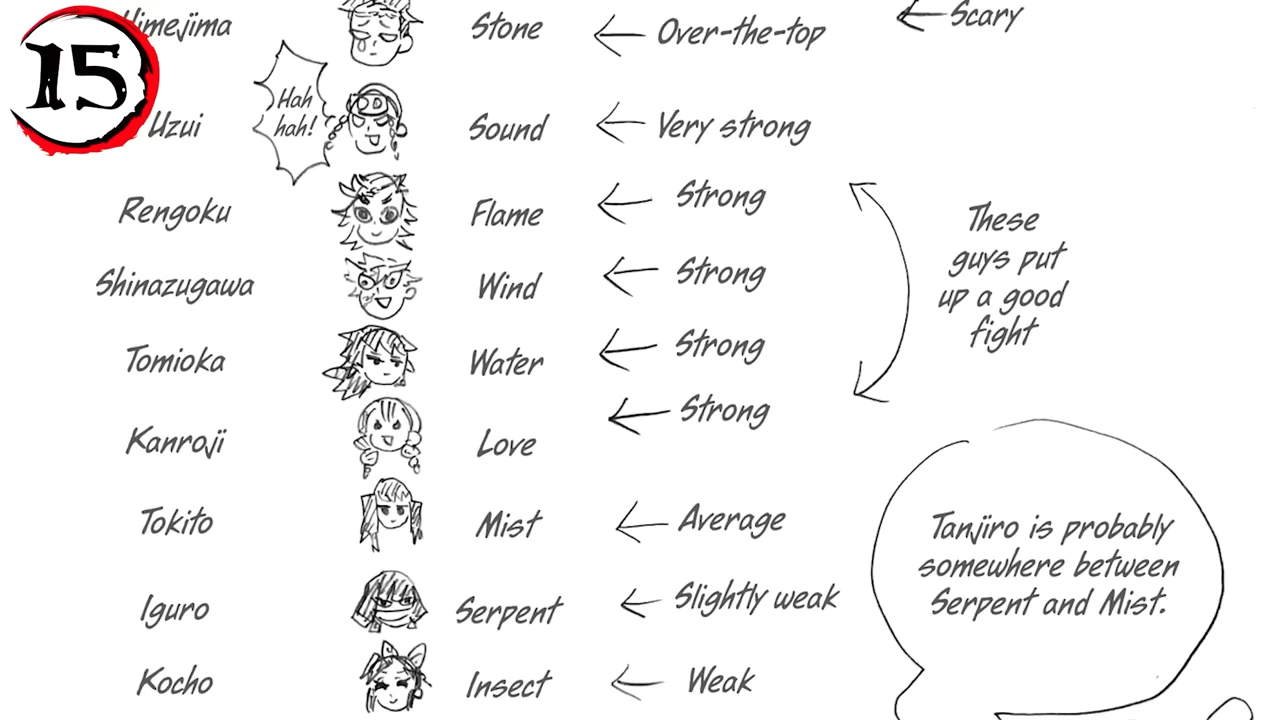 15
Himejima Stone Over-the-top Scary
Hah
hah!
Uzui Sound Very strong
Rengoku Flame Strong
Shinazugawa Wind Strong
Tomioka Water Strong
Kanroji Love Strong
These
guys put
up a good
fight
Tokito Mist Average
Iguro Serpent Slightly weak
Kocho Insect Weak
Tanjiro is probably
somewhere between
Serpent and Mist.